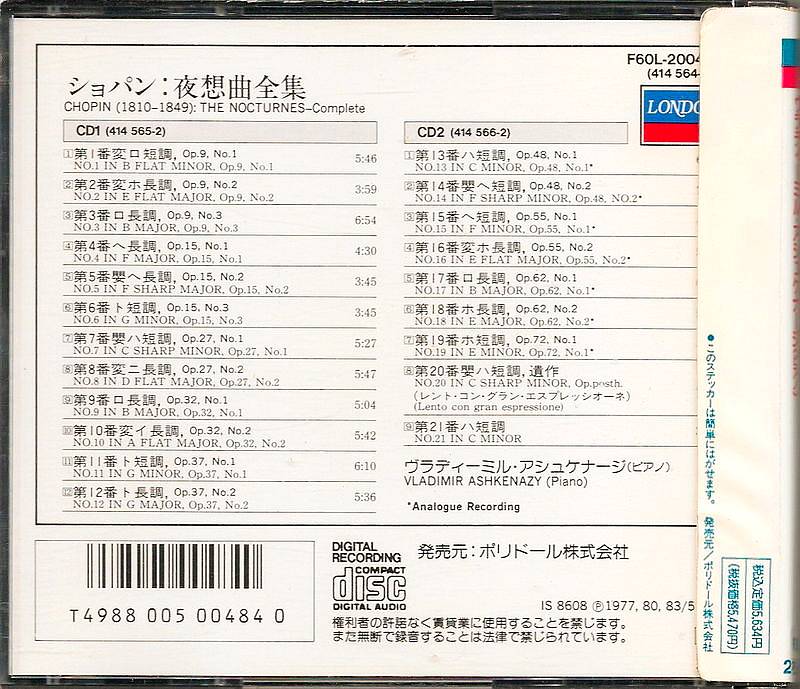 F60L-2004
(414 564-
ショパン：夜想曲全集
CHOPIN (1810–1849): THE NOCTURNES–Complete
LONDO
CD1 (414 565-2)
1 第1番変ロ短調, Op.9, No.1
NO.1 IN B FLAT MINOR, Op.9, No.1 5:46
2 第2番変ホ長調, Op.9, No.2
NO.2 IN E FLAT MAJOR, Op.9, No.2 3:59
3 第3番ロ長調, Op.9, No.3
NO.3 IN B MAJOR, Op.9, No.3 6:54
4 第4番ヘ長調, Op.15, No.1
NO.4 IN F MAJOR, Op.15, No.1 4:30
5 第5番嬰ヘ長調, Op.15, No.2
NO.5 IN F SHARP MAJOR, Op.15, No.2 3:45
6 第6番ト短調, Op.15, No.3
NO.6 IN G MINOR, Op.15, No.3 3:45
7 第7番嬰ハ短調, Op.27, No.1
NO.7 IN C SHARP MINOR, Op.27, No.1 5:27
8 第8番変ニ長調, Op.27, No.2
NO.8 IN D FLAT MAJOR, Op.27, No.2 5:47
9 第9番ロ長調, Op.32, No.1
NO.9 IN B MAJOR, Op.32, No.1 5:04
10 第10番変イ長調, Op.32, No.2
NO.10 IN A FLAT MAJOR, Op.32, No.2 5:42
11 第11番ト短調, Op.37, No.1
NO.11 IN G MINOR, Op.37, No.1 6:10
12 第12番ト長調, Op.37, No.2
NO.12 IN G MAJOR, Op.37, No.2 5:36
CD2 (414 566-2)
1 第13番ハ短調, Op.48, No.1
NO.13 IN C MINOR, Op.48, No.1*
2 第14番嬰ヘ短調, Op.48, No.2
NO.14 IN F SHARP MINOR, Op.48, NO.2*
3 第15番ヘ短調, Op.55, No.1
NO.15 IN F MINOR, Op.55, No.1*
4 第16番変ホ長調, Op.55, No.2
NO.16 IN E FLAT MAJOR, Op.55, No.2*
5 第17番ロ長調, Op.62, No.1
NO.17 IN B MAJOR, Op.62, No.1*
6 第18番ホ長調, Op.62, No.2
NO.18 IN E MAJOR, Op.62, No.2*
7 第19番ホ短調, Op.72, No.1
NO.19 IN E MINOR, Op.72, No.1*
8 第20番嬰ハ短調, 遺作
NO.20 IN C SHARP MINOR, Op.posth.
(レント・コン・グラン・エスプレッシオーネ)
(Lento con gran espressione)
9 第21番ハ短調
NO.21 IN C MINOR
ヴラディーミル・アシュケナージ(ピアノ)
VLADIMIR ASHKENAZY (Piano)
*Analogue Recording
T4988 005 00484 0
DIGITAL
RECORDING
COMPACT
disc
DIGITAL AUDIO
発売元：ポリドール株式会社
IS 8608 ℗1977, 80, 83/5
権利者の許諾なく賃貸業に使用することを禁じます。
また無断で録音することは法律で禁じられています。
●このステッカーは簡単にはがせます。 発売元／ポリドール株式会社
税込定価5,634円
(税抜価格5,470円)